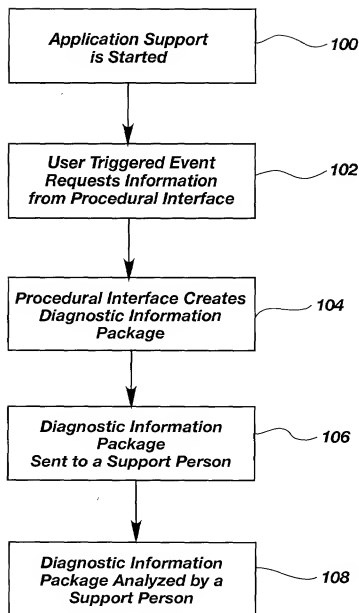 Application Support
is Started
100
User Triggered Event
Requests Information
from Procedural Interface
102
Procedural Interface Creates
Diagnostic Information
Package
104
Diagnostic Information
Package
Sent to a Support Person
106
Diagnostic Information
Package Analyzed by a
Support Person
108